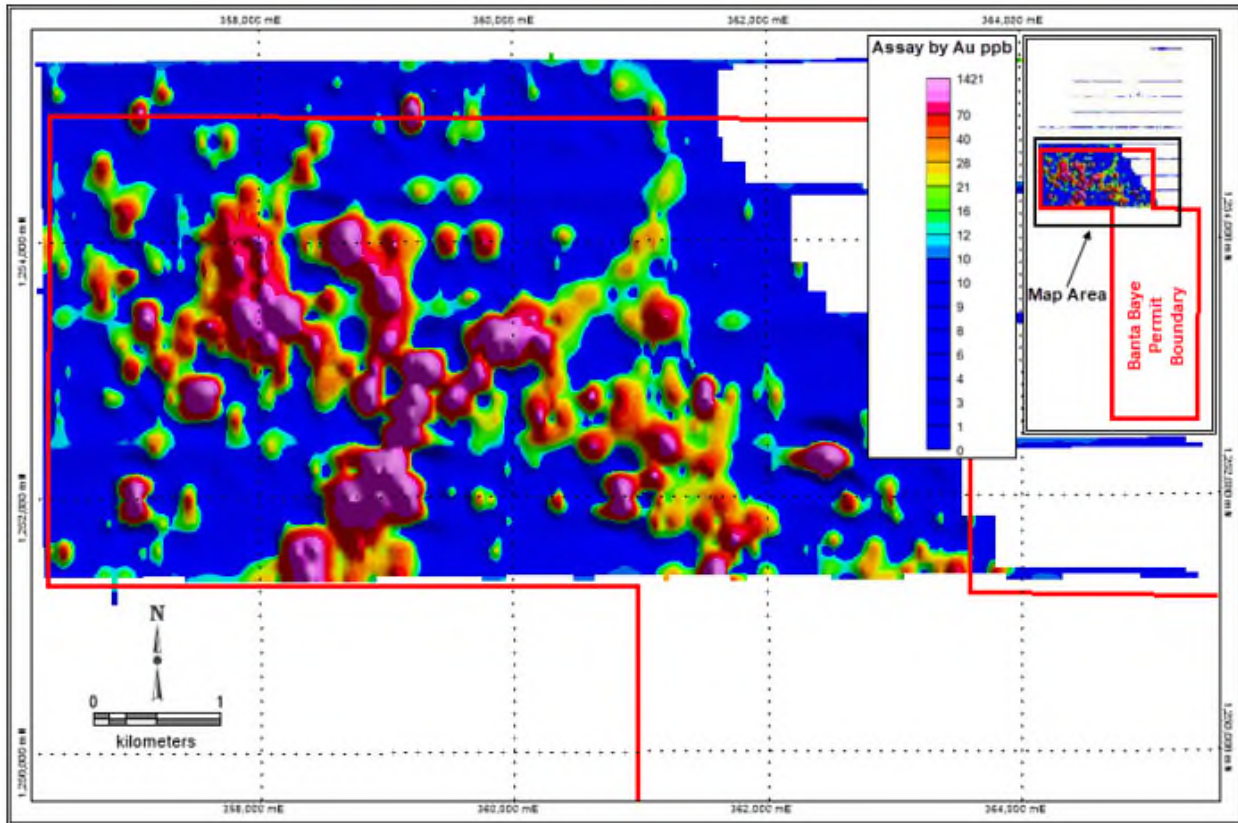 358,000 mE 360,000 mE 362,000 mE 364,000 mE
Assay by Au ppb
1421
70
40
28
21
16
12
10
9
8
6
4
3
1
0
Map Area
Banta Baye
Permit
Boundary
1,254,000 mN
1,252,000 mN
1,250,000 mN
1,254,000 mN
1,252,000 mN
1,250,000 mN
N
0 1
kilometers
358,000 mE 360,000 mE 362,000 mE 364,000 mE